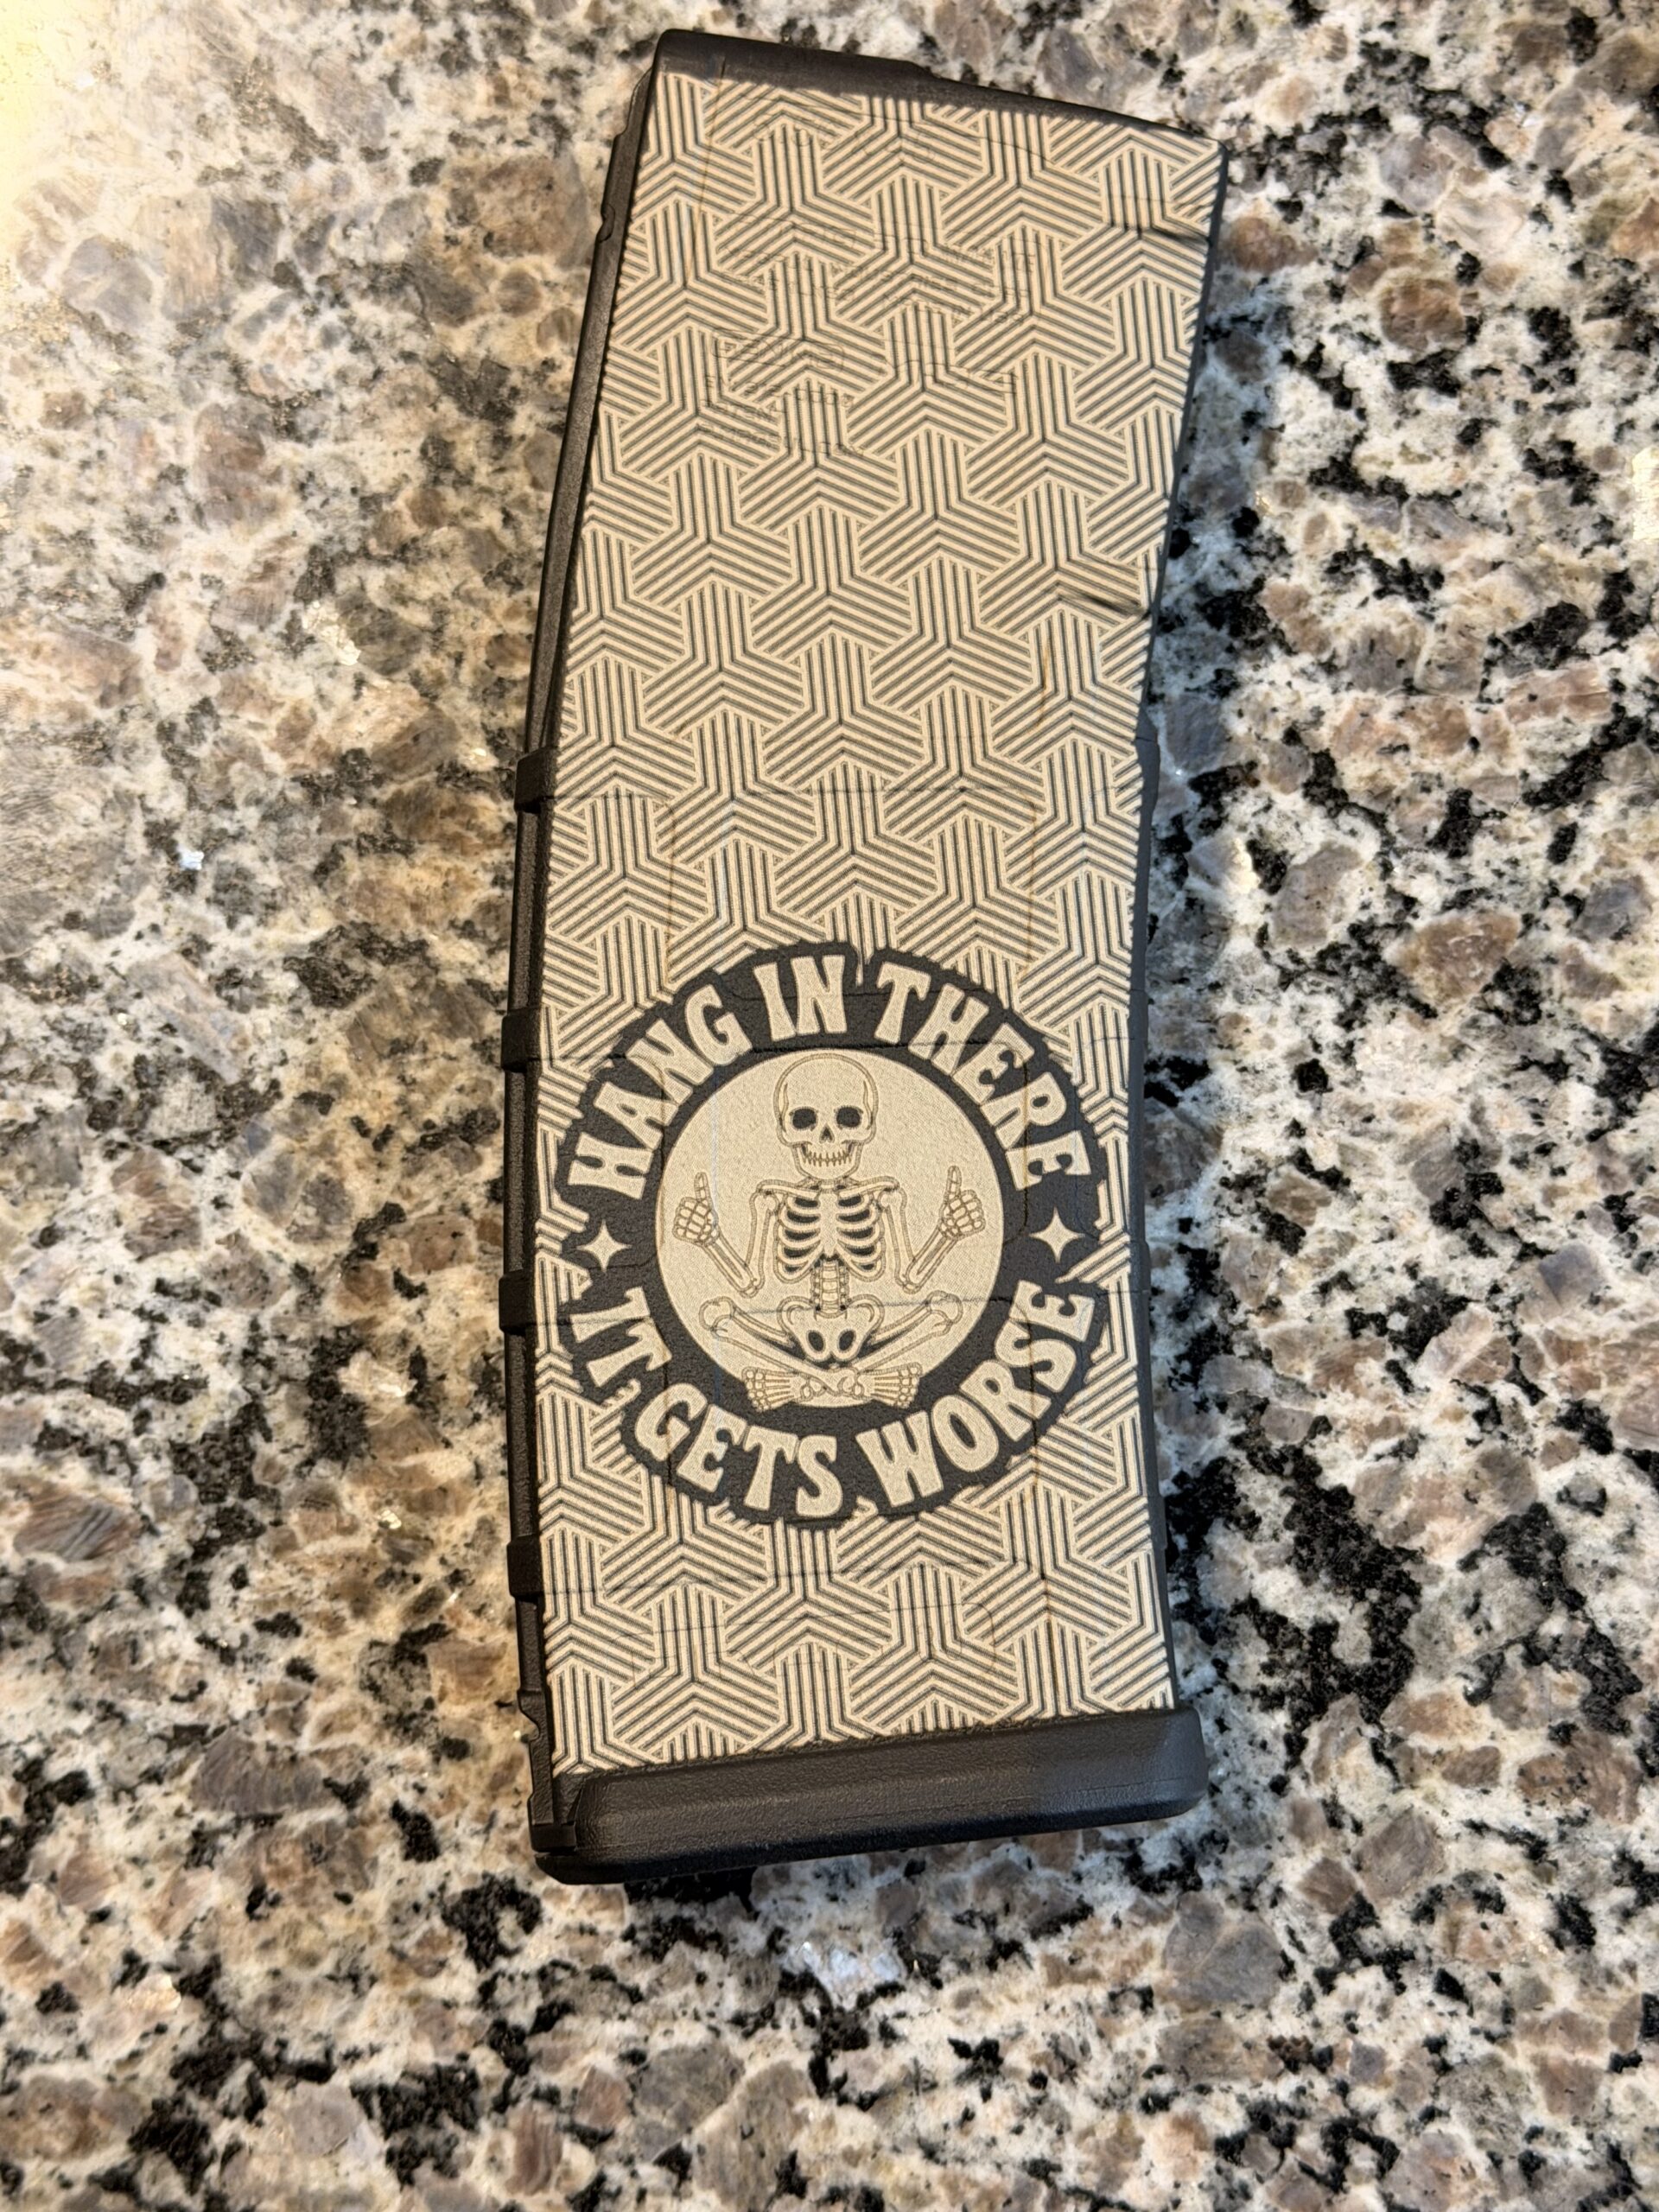 HANG IN THERE
IT GETS WORSE